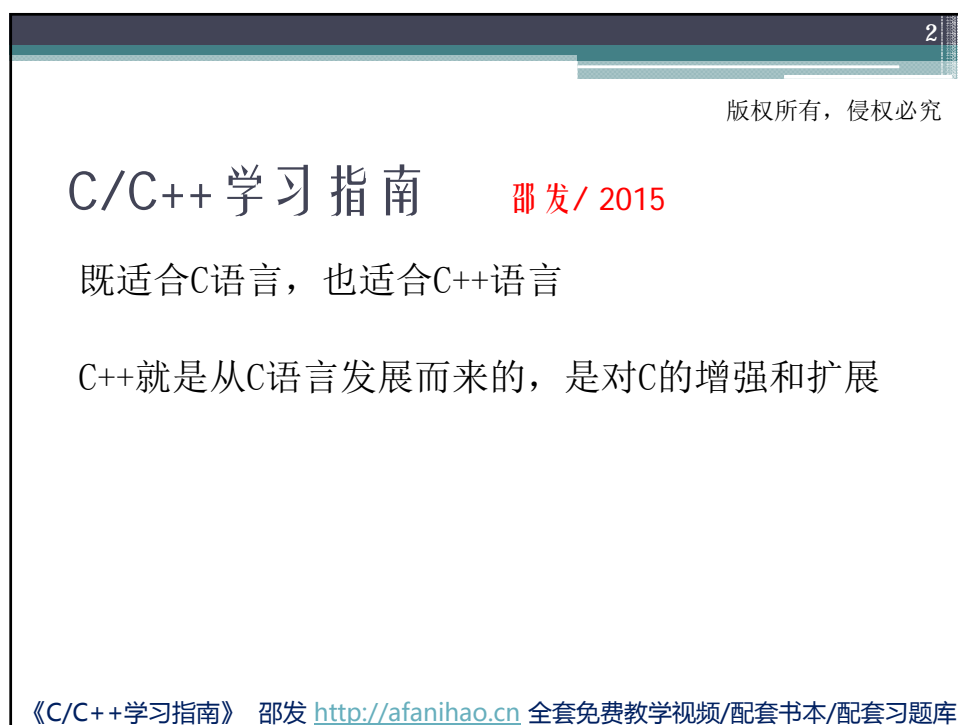 2
版权所有，侵权必究
C/C++学习指南 邵发/ 2015
既适合C语言，也适合C++语言
C++就是从C语言发展而来的，是对C的增强和扩展
《C/C++学习指南》 邵发 http://afanihao.cn 全套免费教学视频/配套书本/配套习题库